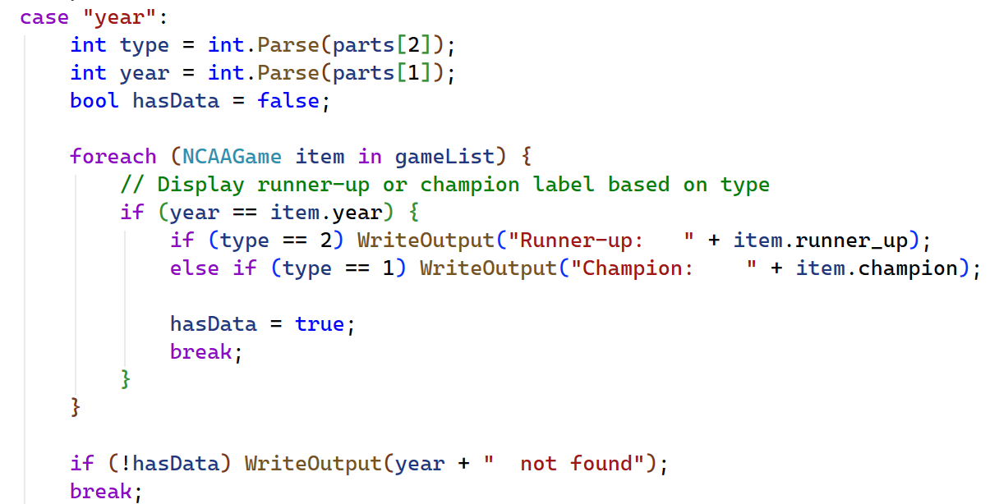 case "year":
    int type = int.Parse(parts[2]);
    int year = int.Parse(parts[1]);
    bool hasData = false;

    foreach (NCAAGame item in gameList) {
        // Display runner-up or champion label based on type
        if (year == item.year) {
            if (type == 2) WriteOutput("Runner-up:   " + item.runner_up);
            else if (type == 1) WriteOutput("Champion:    " + item.champion);

            hasData = true;
            break;
        }
    }

    if (!hasData) WriteOutput(year + "  not found");
    break;